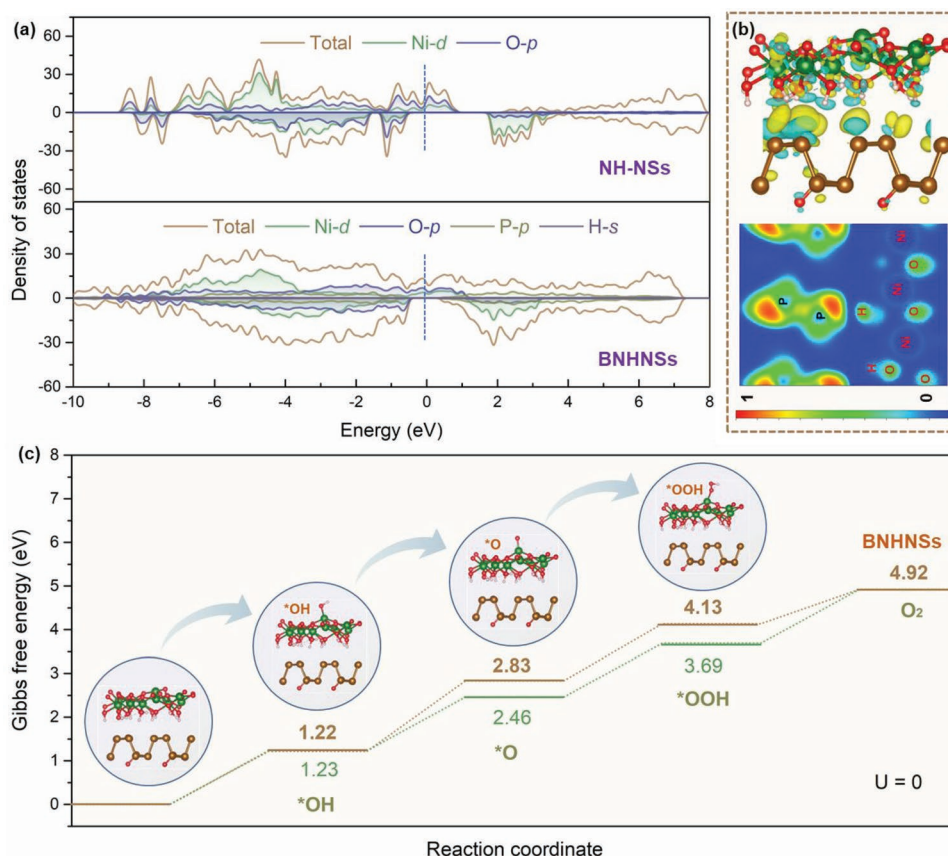 (a)
60
30
0
-30
-60
Total Ni-d O-p
NH-NSs
Density of states
30
0
-30
-60
Total Ni-d O-p P-p H-s
BNHNSs
-10 -8 -6 -4 -2 0 2 4 6 8
Energy (eV)
(b)
P
P
H
H
O
O
O
O
Ni
Ni
Ni
1
0
(c)
Gibbs free energy (eV)
8
7
6
5
4
3
2
1
0
*OH
*O
*OOH
BNHNSs
4.92
O2
4.13
3.69
*OOH
2.83
2.46
*O
1.22
1.23
*OH
U = 0
Reaction coordinate